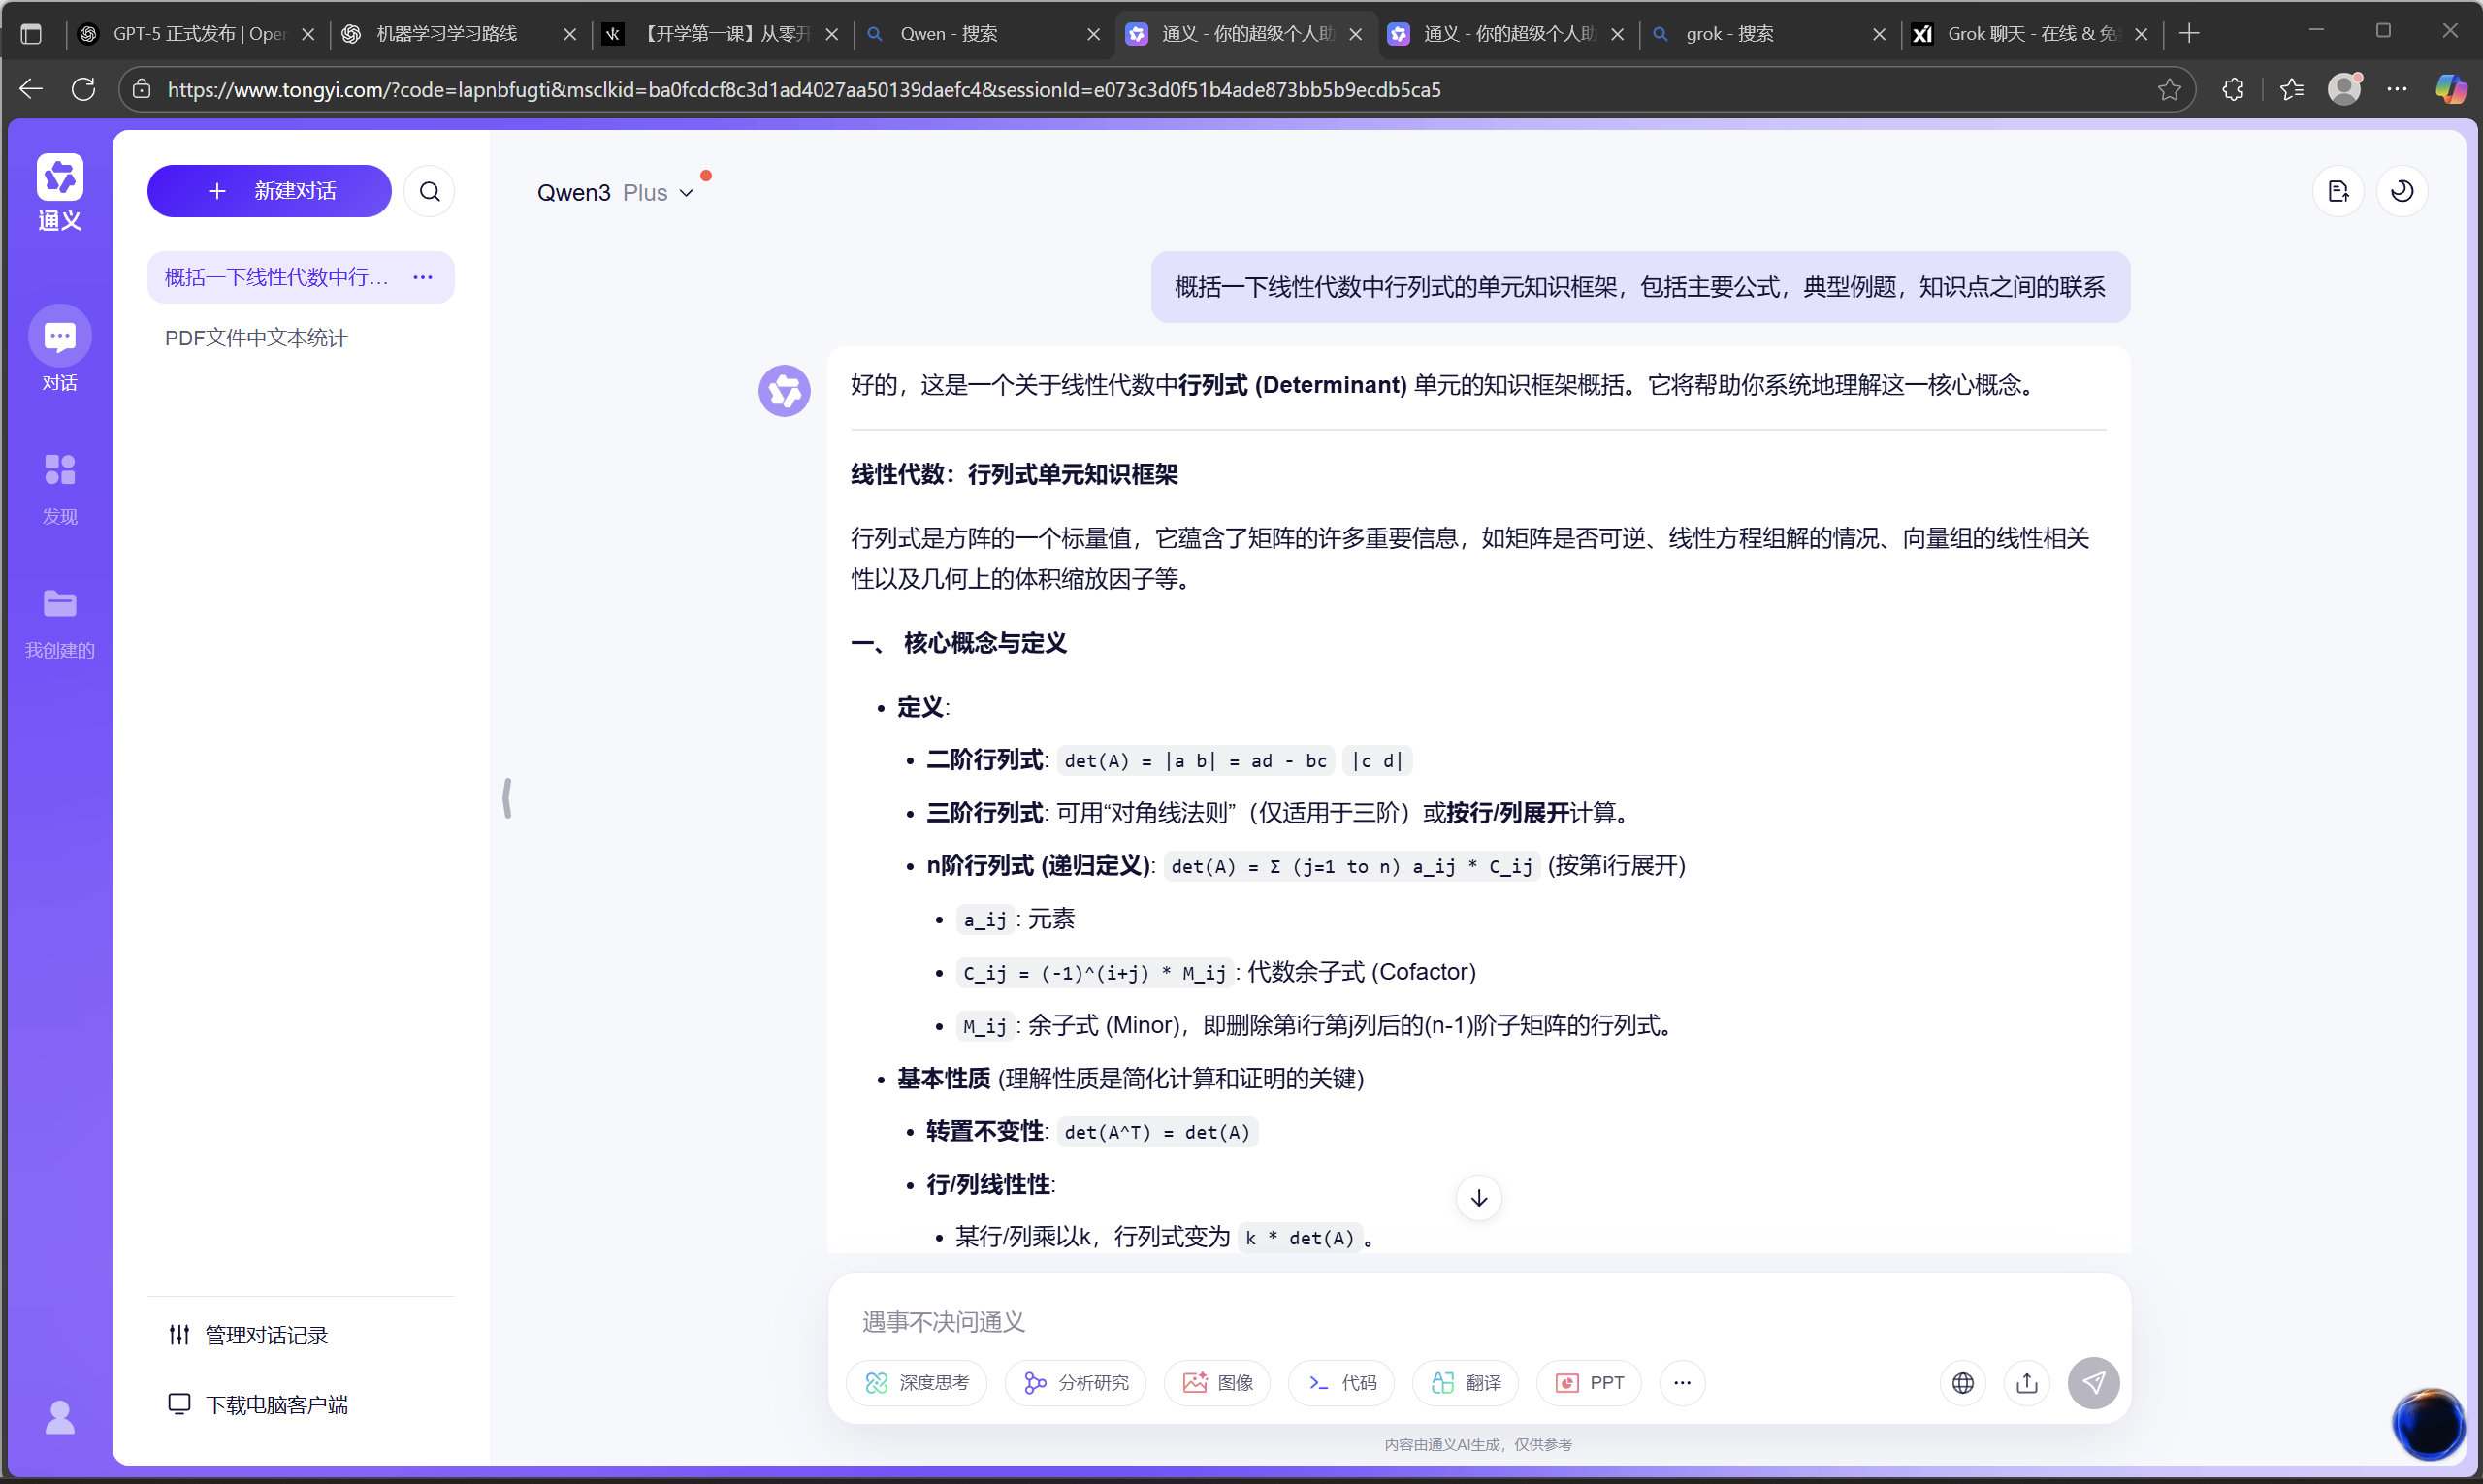 GPT-5 正式发布 | Open
机器学习学习路线
【开学第一课】从零开
Qwen - 搜索
通义 - 你的超级个人助
通义 - 你的超级个人助
grok - 搜索
Grok 聊天 - 在线 & 免
https://www.tongyi.com/?code=lapnbfugti&msclkid=ba0fcdcf8c3d1ad4027aa50139daefc4&sessionId=e073c3d0f51b4ade873bb5b9ecdb5ca5
通义
对话
发现
我创建的
新建对话
概括一下线性代数中行...
PDF文件中文本统计
管理对话记录
下载电脑客户端
Qwen3 Plus
概括一下线性代数中行列式的单元知识框架，包括主要公式，典型例题，知识点之间的联系
好的，这是一个关于线性代数中行列式 (Determinant) 单元的知识框架概括。它将帮助你系统地理解这一核心概念。
线性代数：行列式单元知识框架
行列式是方阵的一个标量值，它蕴含了矩阵的许多重要信息，如矩阵是否可逆、线性方程组解的情况、向量组的线性相关
性以及几何上的体积缩放因子等。
一、 核心概念与定义
• 定义:
• 二阶行列式: det(A) = |a b| = ad - bc |c d|
• 三阶行列式: 可用“对角线法则”（仅适用于三阶）或按行/列展开计算。
• n阶行列式 (递归定义): det(A) = Σ (j=1 to n) a_ij * C_ij (按第i行展开)
• a_ij: 元素
• C_ij = (-1)^(i+j) * M_ij: 代数余子式 (Cofactor)
• M_ij: 余子式 (Minor)，即删除第i行第j列后的(n-1)阶子矩阵的行列式。
• 基本性质 (理解性质是简化计算和证明的关键)
• 转置不变性: det(A^T) = det(A)
• 行/列线性性:
• 某行/列乘以k，行列式变为 k * det(A)。
遇事不决问通义
深度思考
分析研究
图像
代码
翻译
PPT
内容由通义AI生成，仅供参考